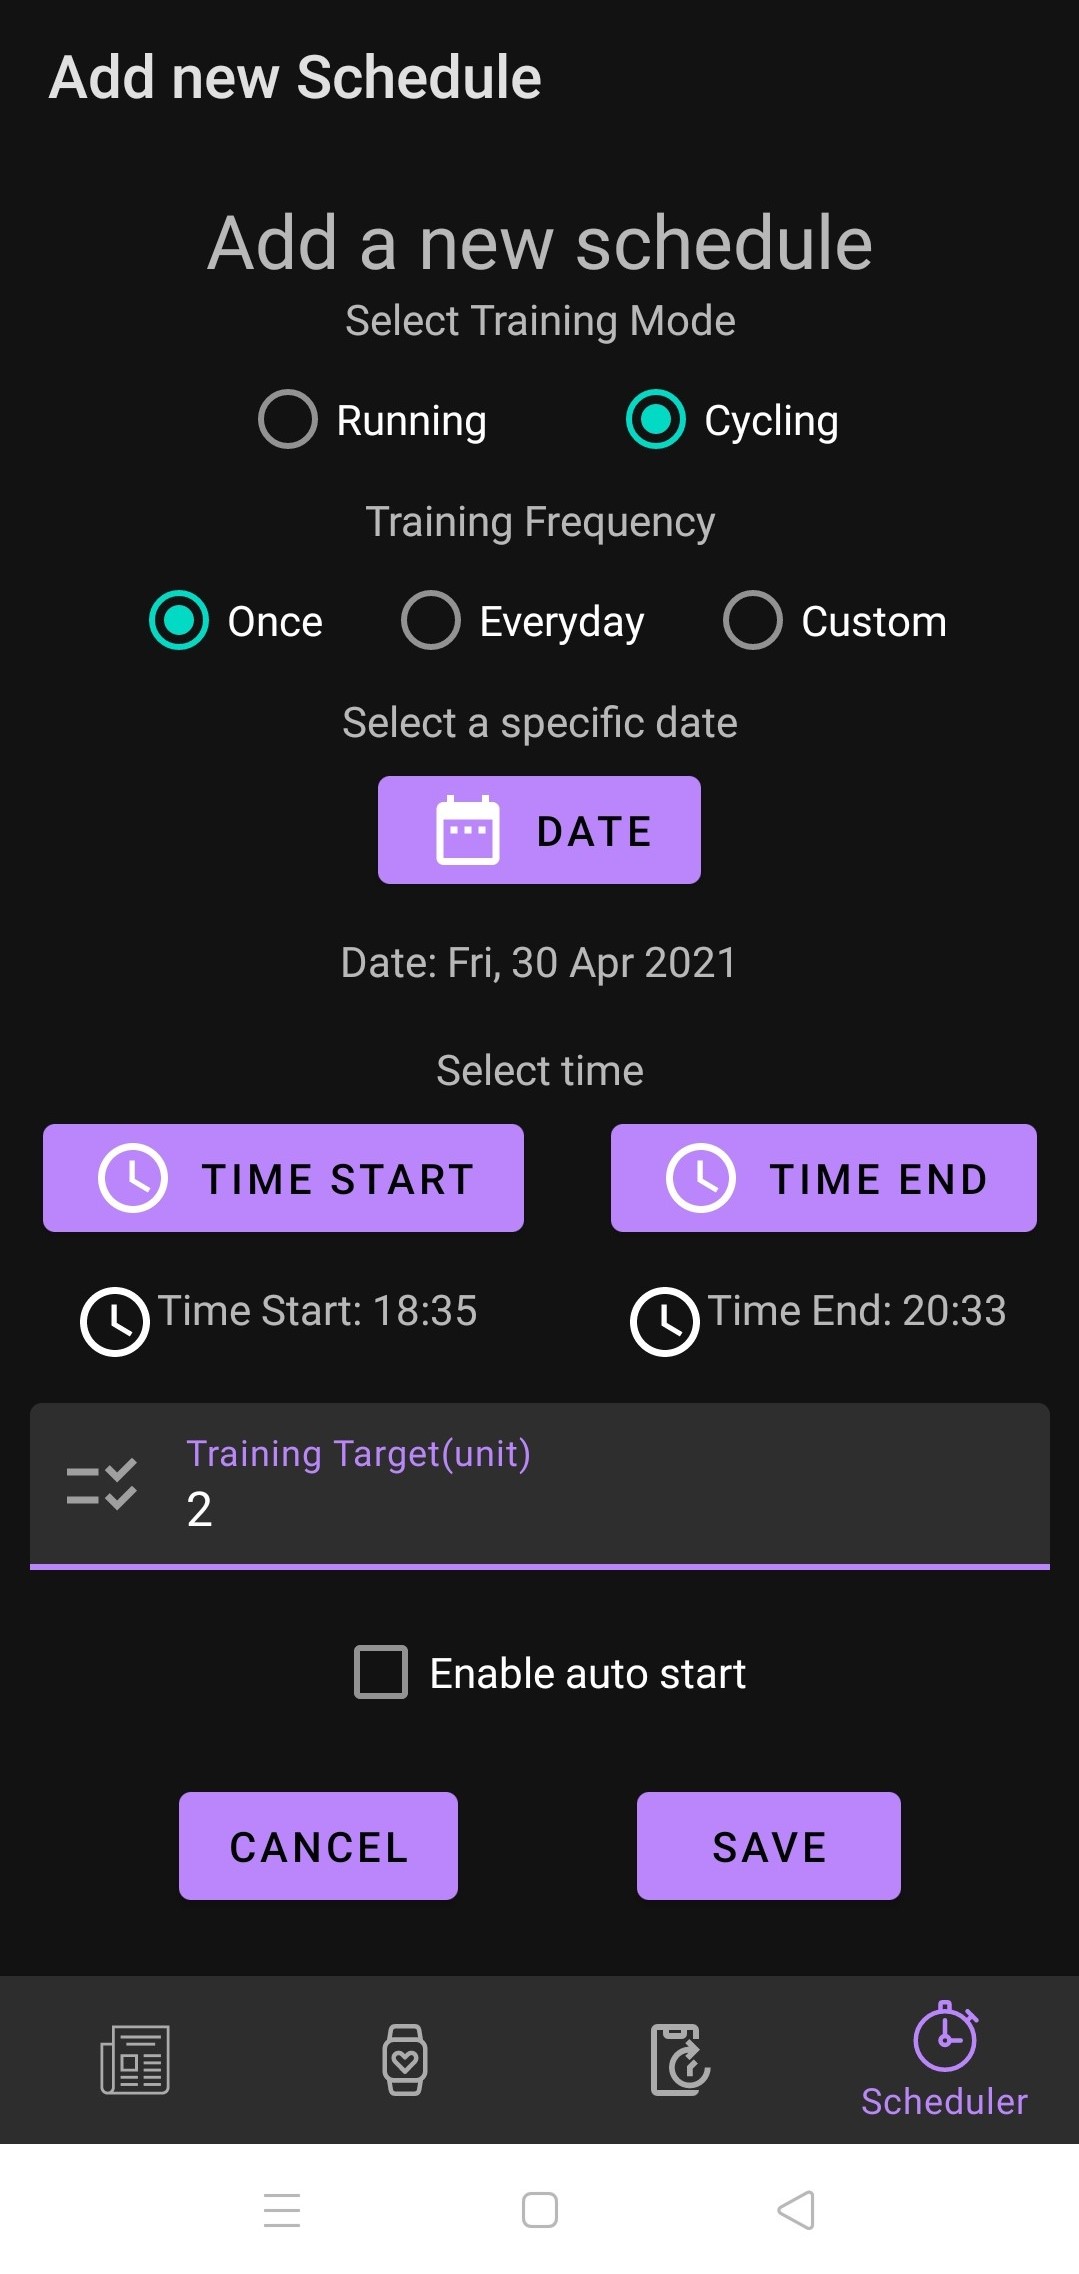 Add new Schedule
Add a new schedule
Select Training Mode
Running Cycling
Training Frequency
Once Everyday Custom
Select a specific date
DATE
Date: Fri, 30 Apr 2021
Select time
TIME START TIME END
Time Start: 18:35 Time End: 20:33
Training Target(unit)
2
Enable auto start
CANCEL SAVE
Scheduler